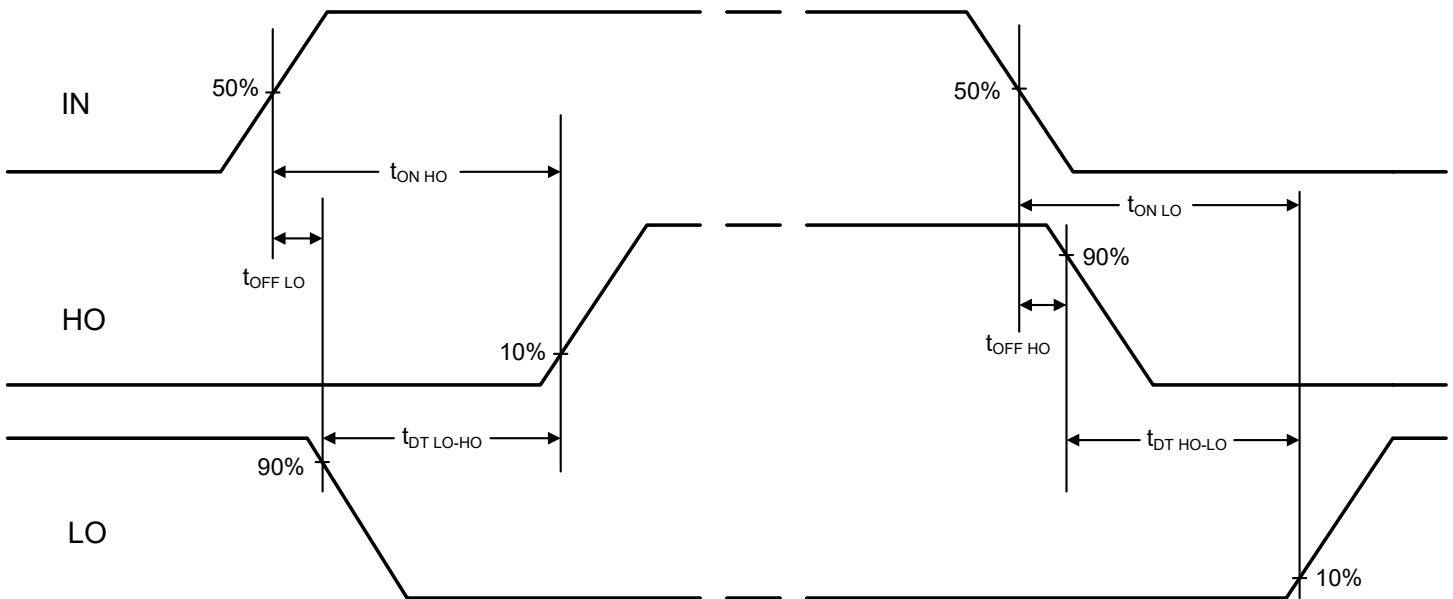 IN
50%
50%
t_ON HO
t_ON LO
t_OFF LO
90%
HO
10%
t_OFF HO
t_DT LO-HO
t_DT HO-LO
90%
LO
10%